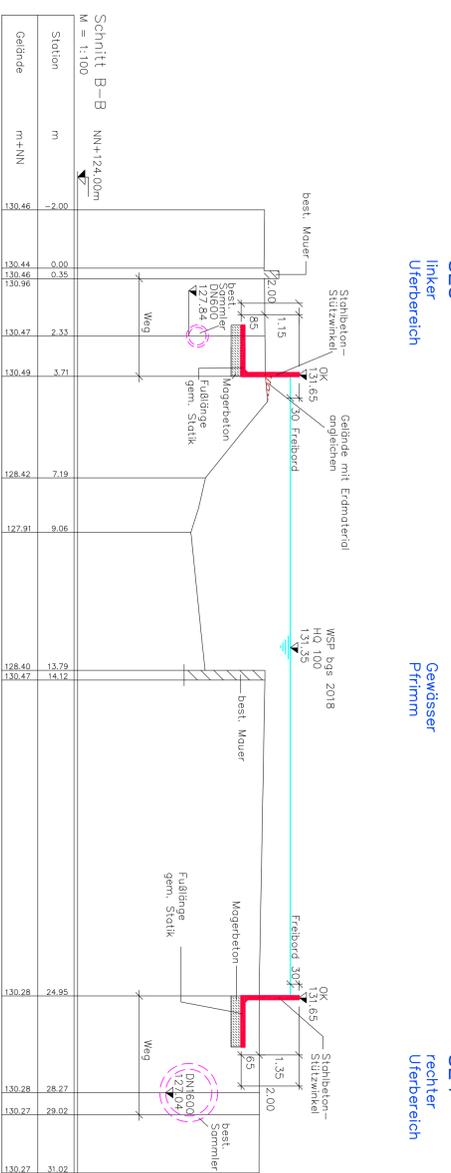 linker
Uferbereich
Gewässer
Pfrimm
rechter
Uferbereich
best. Mauer
Stahlbeton-
Stützwinkel
OK
131.65
Gelände mit Erdmaterial
angleichen
30 Freibord
WSP bgs 2018
HQ 100
131.35
Freibord 30
OK
131.65
Stahlbeton-
Stützwinkel
2.00
1.15
85
best.
Sammler
DN600
127.84
Magerbeton
Fußlänge
gem. Statik
Weg
best. Mauer
Magerbeton
Fußlänge
gem. Statik
65
1.35
2.00
Weg
DN1600
127.04
best.
Sammler
Schnitt B-B NN+124.00m
M = 1:100
Station m
-2.00
0.00
0.35
2.33
3.71
7.19
9.06
13.79
14.12
24.95
28.27
29.02
31.02
Gelände m+NN
130.46
130.44
130.46
130.96
130.47
130.49
128.42
127.91
128.40
130.47
130.28
130.28
130.27
130.27